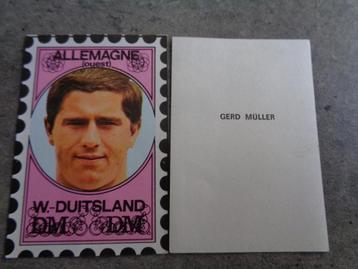 ALLEMAGNE
(ouest)
W.-DUITSLAND
DM DM
GERD MÜLLER